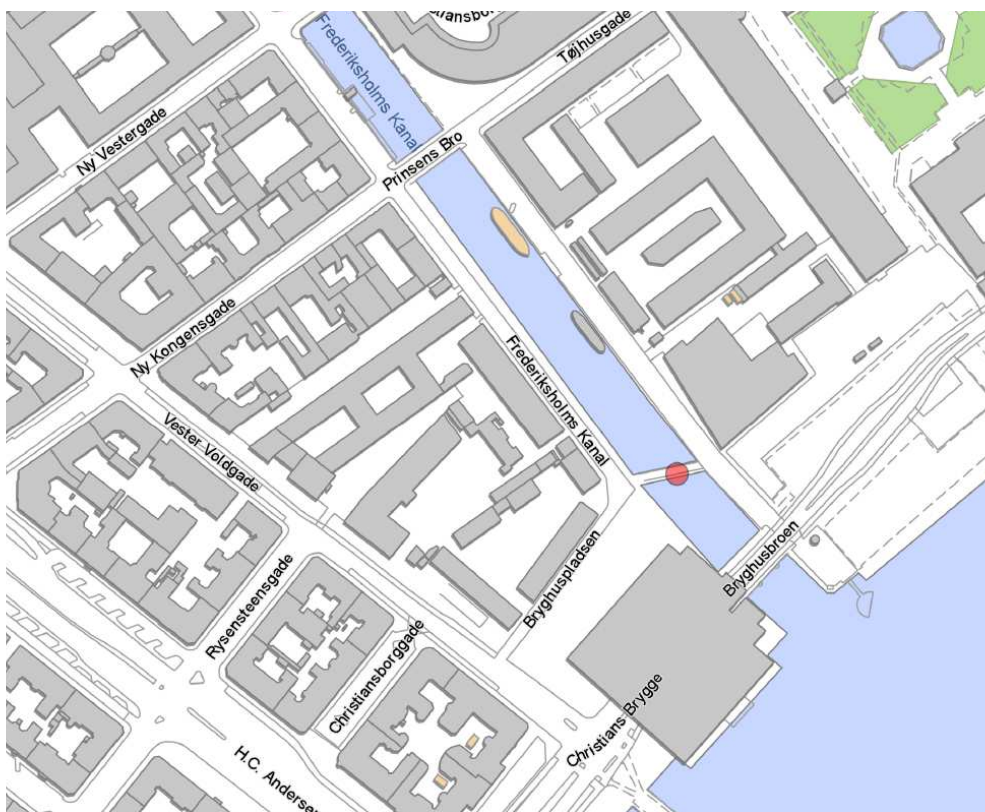 Frederiksholms Kanal
Tøjhusgade
Ny Vestergade
Prinsens Bro
Ny Kongensgade
Frederiksholms Kanal
Vester Voldgade
Bryghusbroen
Bryghuspladsen
Rysensteensgade
Christiansborggade
Christians Brygge
H.C. Anderse